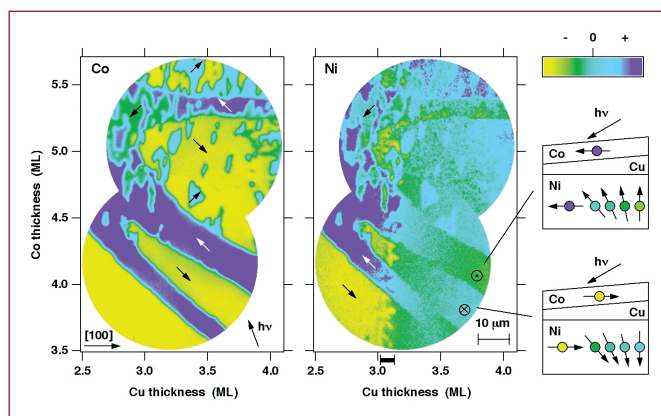 - 0 +
Co
Ni
5.5
5.0
4.5
4.0
3.5
Co thickness (ML)
[100]
hν
10 μm
2.5 3.0 3.5 4.0
Cu thickness (ML)
2.5 3.0 3.5 4.0
Cu thickness (ML)
hν
Co
Cu
Ni
hν
Co
Cu
Ni